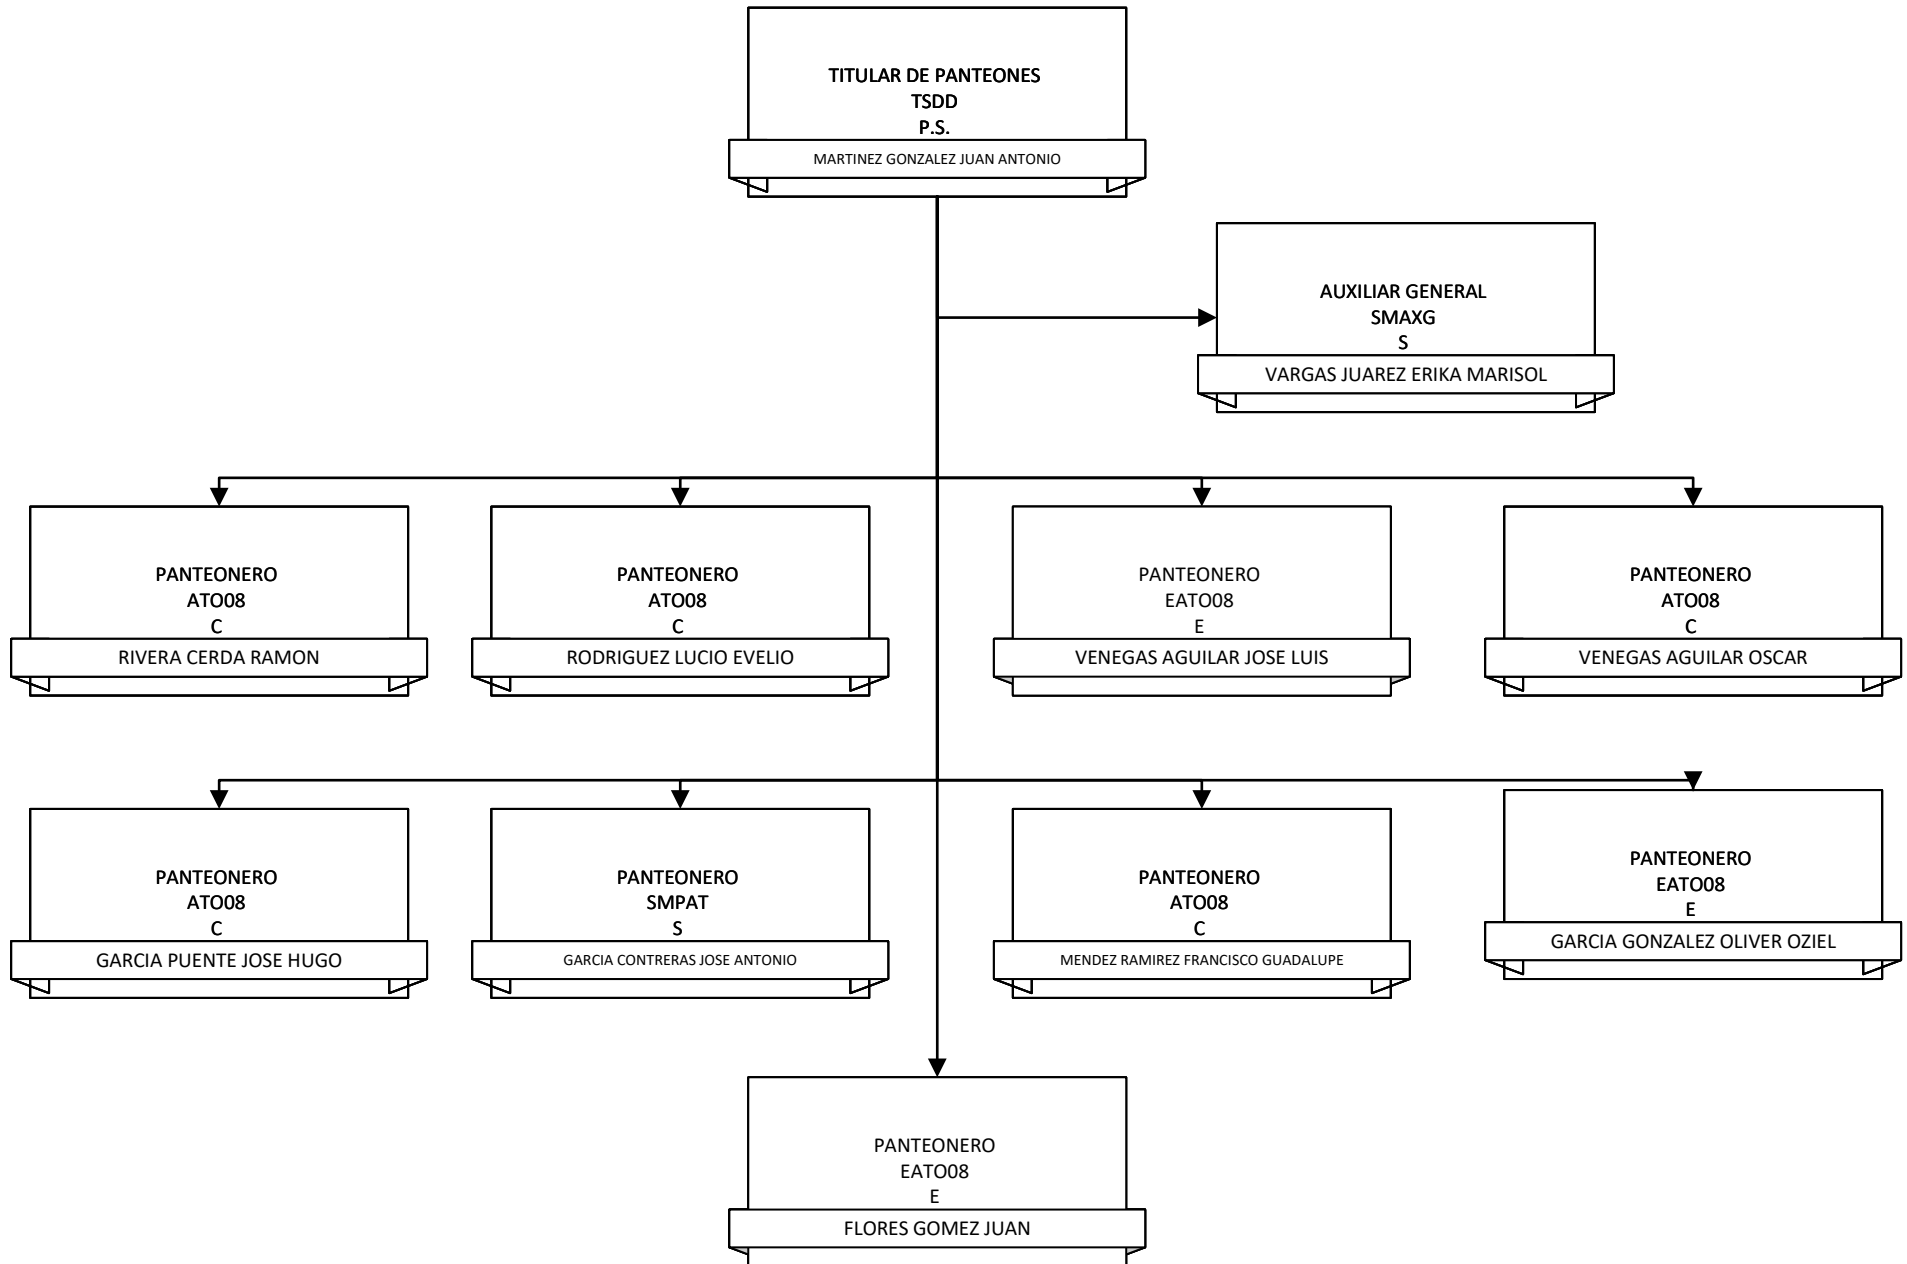 TITULAR DE PANTEONES
TSDD
P.S.
MARTINEZ GONZALEZ JUAN ANTONIO
AUXILIAR GENERAL
SMAXG
S
VARGAS JUAREZ ERIKA MARISOL
PANTEONERO
ATO08
C
RIVERA CERDA RAMON
PANTEONERO
ATO08
C
RODRIGUEZ LUCIO EVELIO
PANTEONERO
EATO08
E
VENEGAS AGUILAR JOSE LUIS
PANTEONERO
ATO08
C
VENEGAS AGUILAR OSCAR
PANTEONERO
ATO08
C
GARCIA PUENTE JOSE HUGO
PANTEONERO
SMPAT
S
GARCIA CONTRERAS JOSE ANTONIO
PANTEONERO
ATO08
C
MENDEZ RAMIREZ FRANCISCO GUADALUPE
PANTEONERO
EATO08
E
GARCIA GONZALEZ OLIVER OZIEL
PANTEONERO
EATO08
E
FLORES GOMEZ JUAN